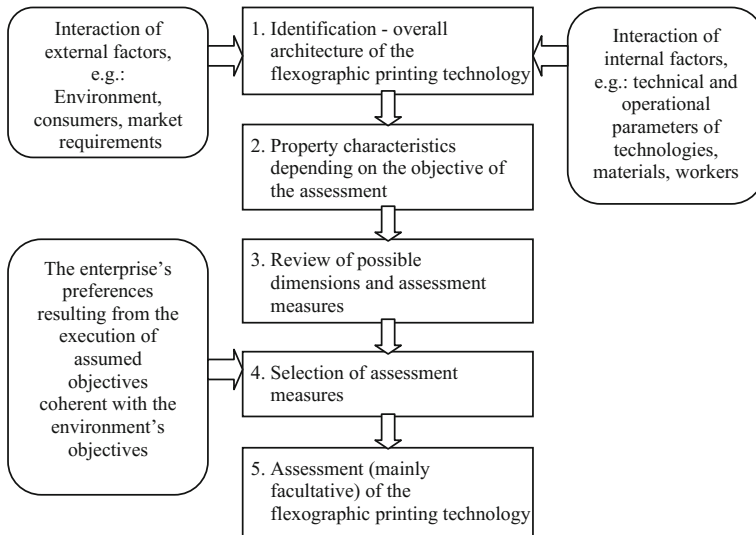 Interaction of
external factors,
e.g.:
Environment,
consumers, market
requirements
1. Identification - overall
architecture of the
flexographic printing technology
Interaction of
internal factors,
e.g.: technical and
operational
parameters of
technologies,
materials, workers
2. Property characteristics
depending on the objective of
the assessment
3. Review of possible
dimensions and assessment
measures
The enterprise's
preferences
resulting from the
execution of
assumed
objectives
coherent with the
environment's
objectives
4. Selection of assessment
measures
5. Assessment (mainly
facultative) of the
flexographic printing technology